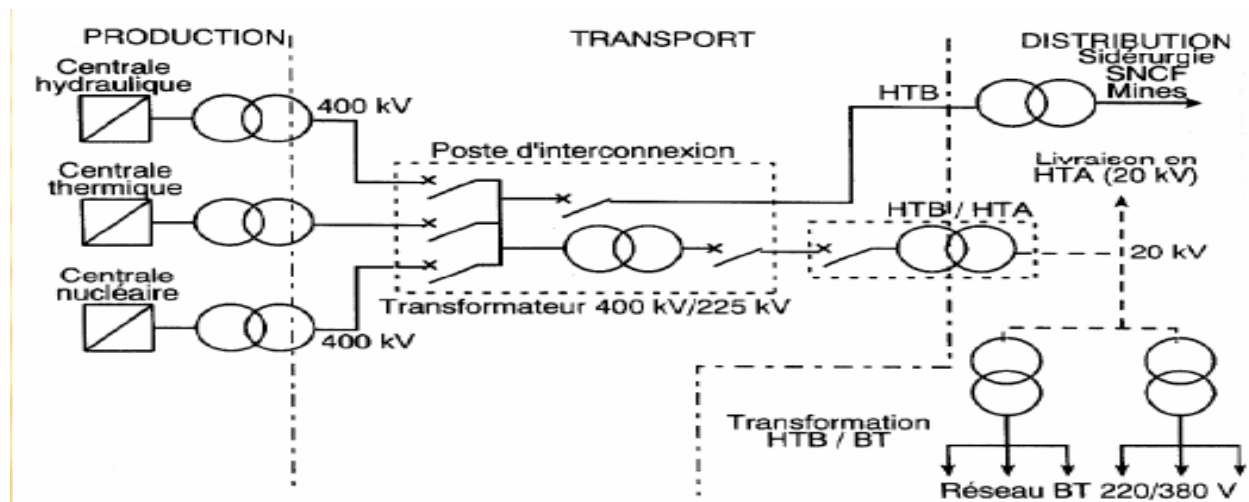 PRODUCTION
TRANSPORT
DISTRIBUTION
Centrale
hydraulique
400 kV
HTB
Sidérurgie
SNCF
Mines
Poste d'interconnexion
Centrale
thermique
Livraison en
HTA (20 kV)
HTB / HTA
20 kV
Centrale
nucléaire
400 kV
Transformateur 400 kV/225 kV
Transformation
HTB / BT
Réseau BT 220/380 V